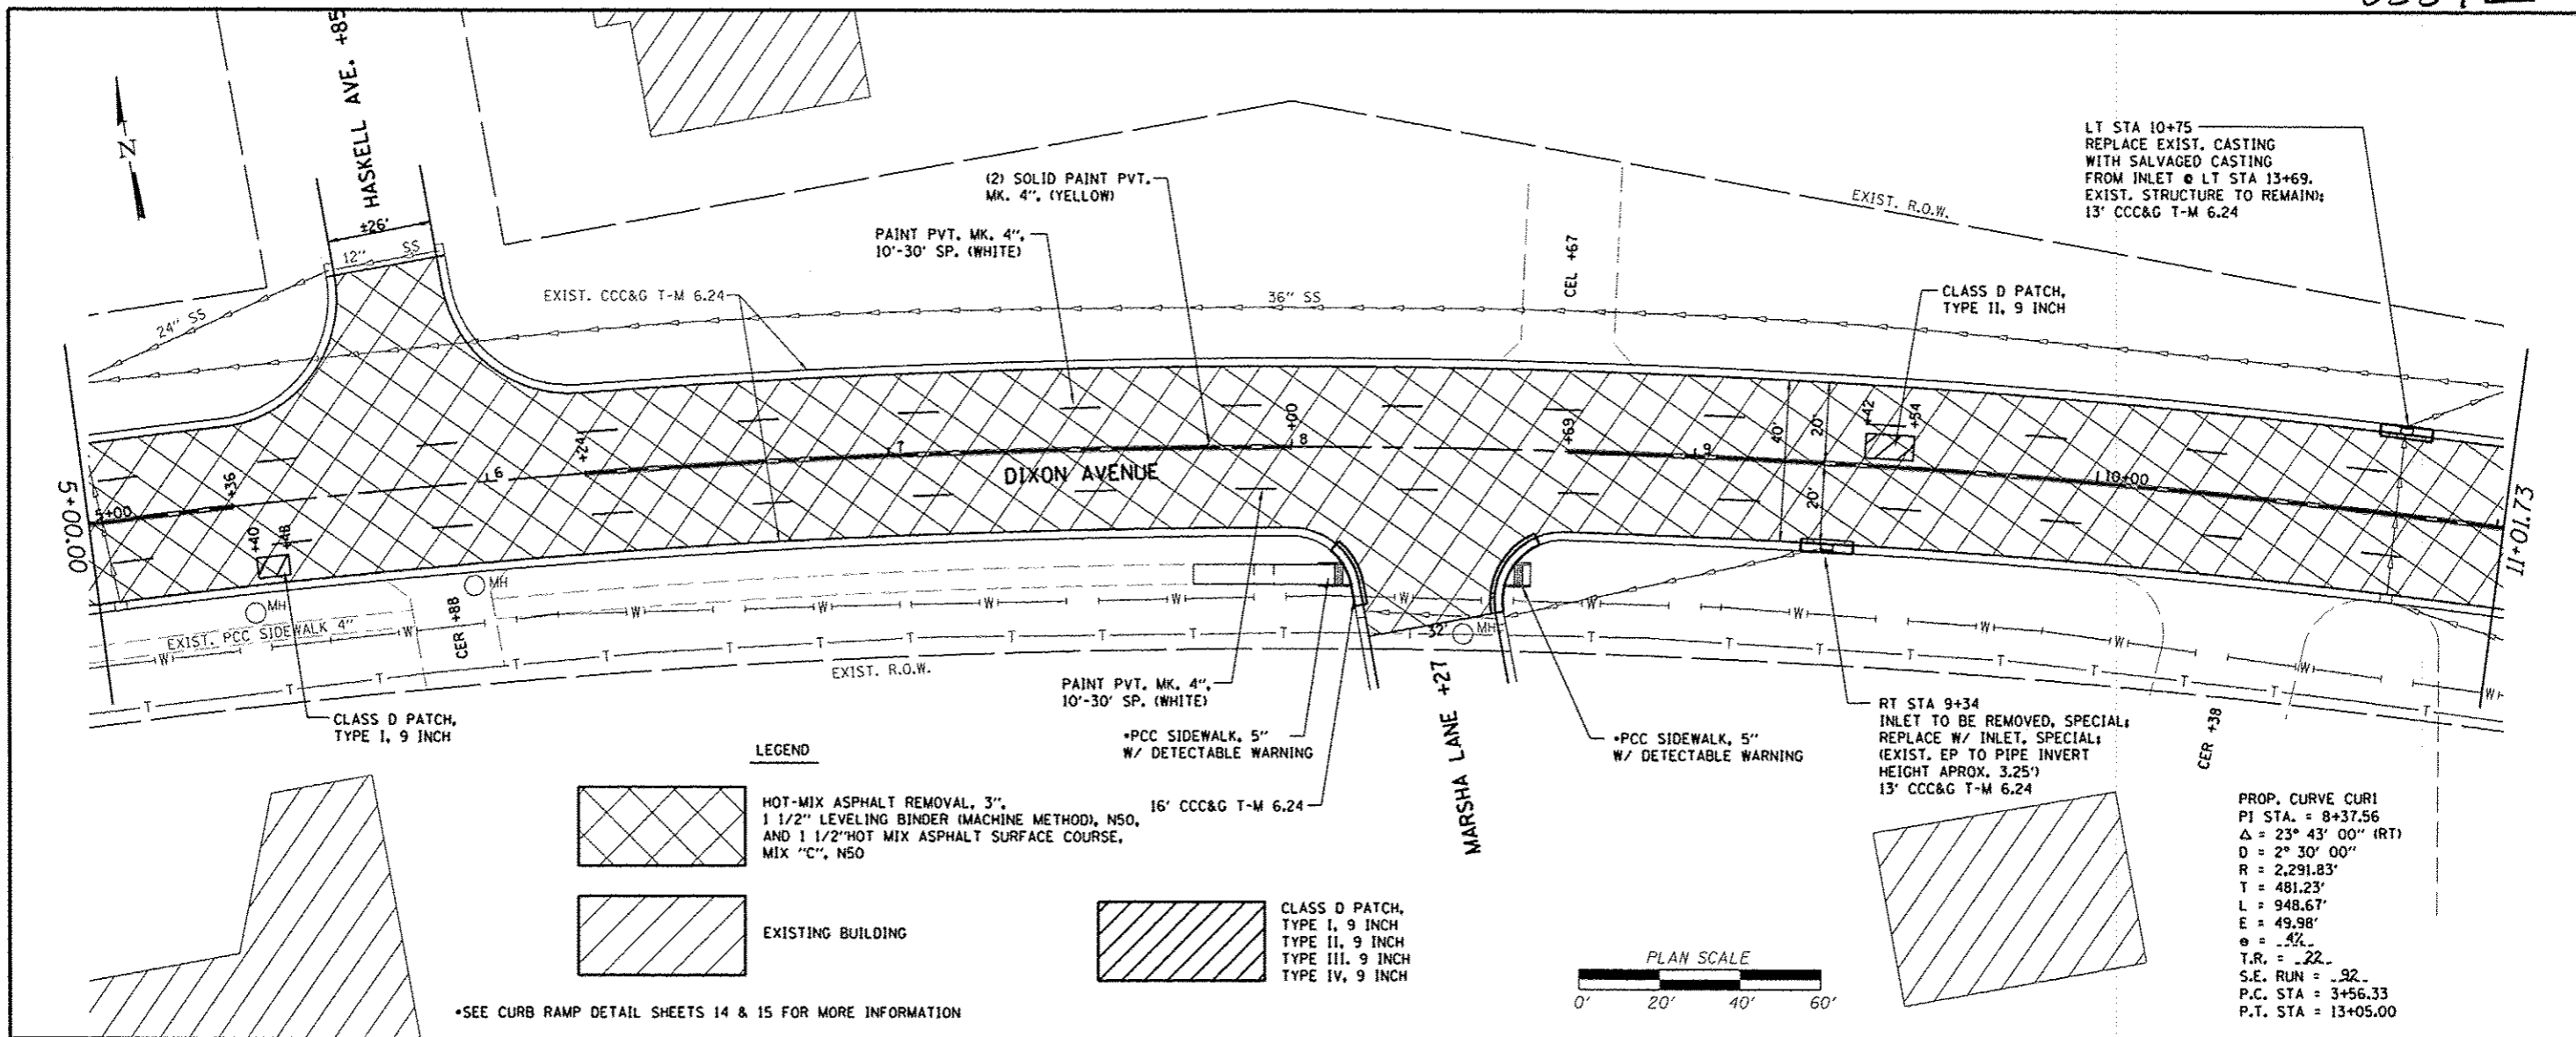 HASKELL AVE. +85
N
±26'
12" SS
24" SS
EXIST. CCC&G T-M 6.24
PAINT PVT. MK. 4",
10'-30' SP. (WHITE)
(2) SOLID PAINT PVT.
MK. 4". (YELLOW)
36" SS
CEL +67
EXIST. R.O.W.
CLASS D PATCH,
TYPE II, 9 INCH
LT STA 10+75
REPLACE EXIST. CASTING
WITH SALVAGED CASTING
FROM INLET @ LT STA 13+69.
EXIST. STRUCTURE TO REMAIN;
13' CCC&G T-M 6.24
5+00.00
5+00
+36
+40
+48
6
+24
7
+00
8
DIXON AVENUE
+69
9
40'
20'
20'
+42
+54
10+00
11+01.73
MH
MH
MH
EXIST. PCC SIDEWALK 4"
CER +88
W W W W W W W W W W W W W
T T T T T T T T T T T T T T T T T T T T
EXIST. R.O.W.
32'
CLASS D PATCH,
TYPE I, 9 INCH
PAINT PVT. MK. 4",
10'-30' SP. (WHITE)
*PCC SIDEWALK, 5"
W/ DETECTABLE WARNING
16' CCC&G T-M 6.24
MARSHA LANE +27
*PCC SIDEWALK, 5"
W/ DETECTABLE WARNING
RT STA 9+34
INLET TO BE REMOVED, SPECIAL;
REPLACE W/ INLET, SPECIAL;
(EXIST. EP TO PIPE INVERT
HEIGHT APROX. 3.25')
13' CCC&G T-M 6.24
CER +38
LEGEND
HOT-MIX ASPHALT REMOVAL, 3",
1 1/2" LEVELING BINDER (MACHINE METHOD), N50,
AND 1 1/2"HOT MIX ASPHALT SURFACE COURSE,
MIX "C", N50
EXISTING BUILDING
CLASS D PATCH,
TYPE I, 9 INCH
TYPE II, 9 INCH
TYPE III, 9 INCH
TYPE IV, 9 INCH
PLAN SCALE
0' 20' 40' 60'
*SEE CURB RAMP DETAIL SHEETS 14 & 15 FOR MORE INFORMATION
PROP. CURVE CUR1
PI STA. = 8+37.56
Δ = 23° 43' 00" (RT)
D = 2° 30' 00"
R = 2,291.83'
T = 481.23'
L = 948.67'
E = 49.98'
e = 4%
T.R. = 22
S.E. RUN = 92
P.C. STA = 3+56.33
P.T. STA = 13+05.00